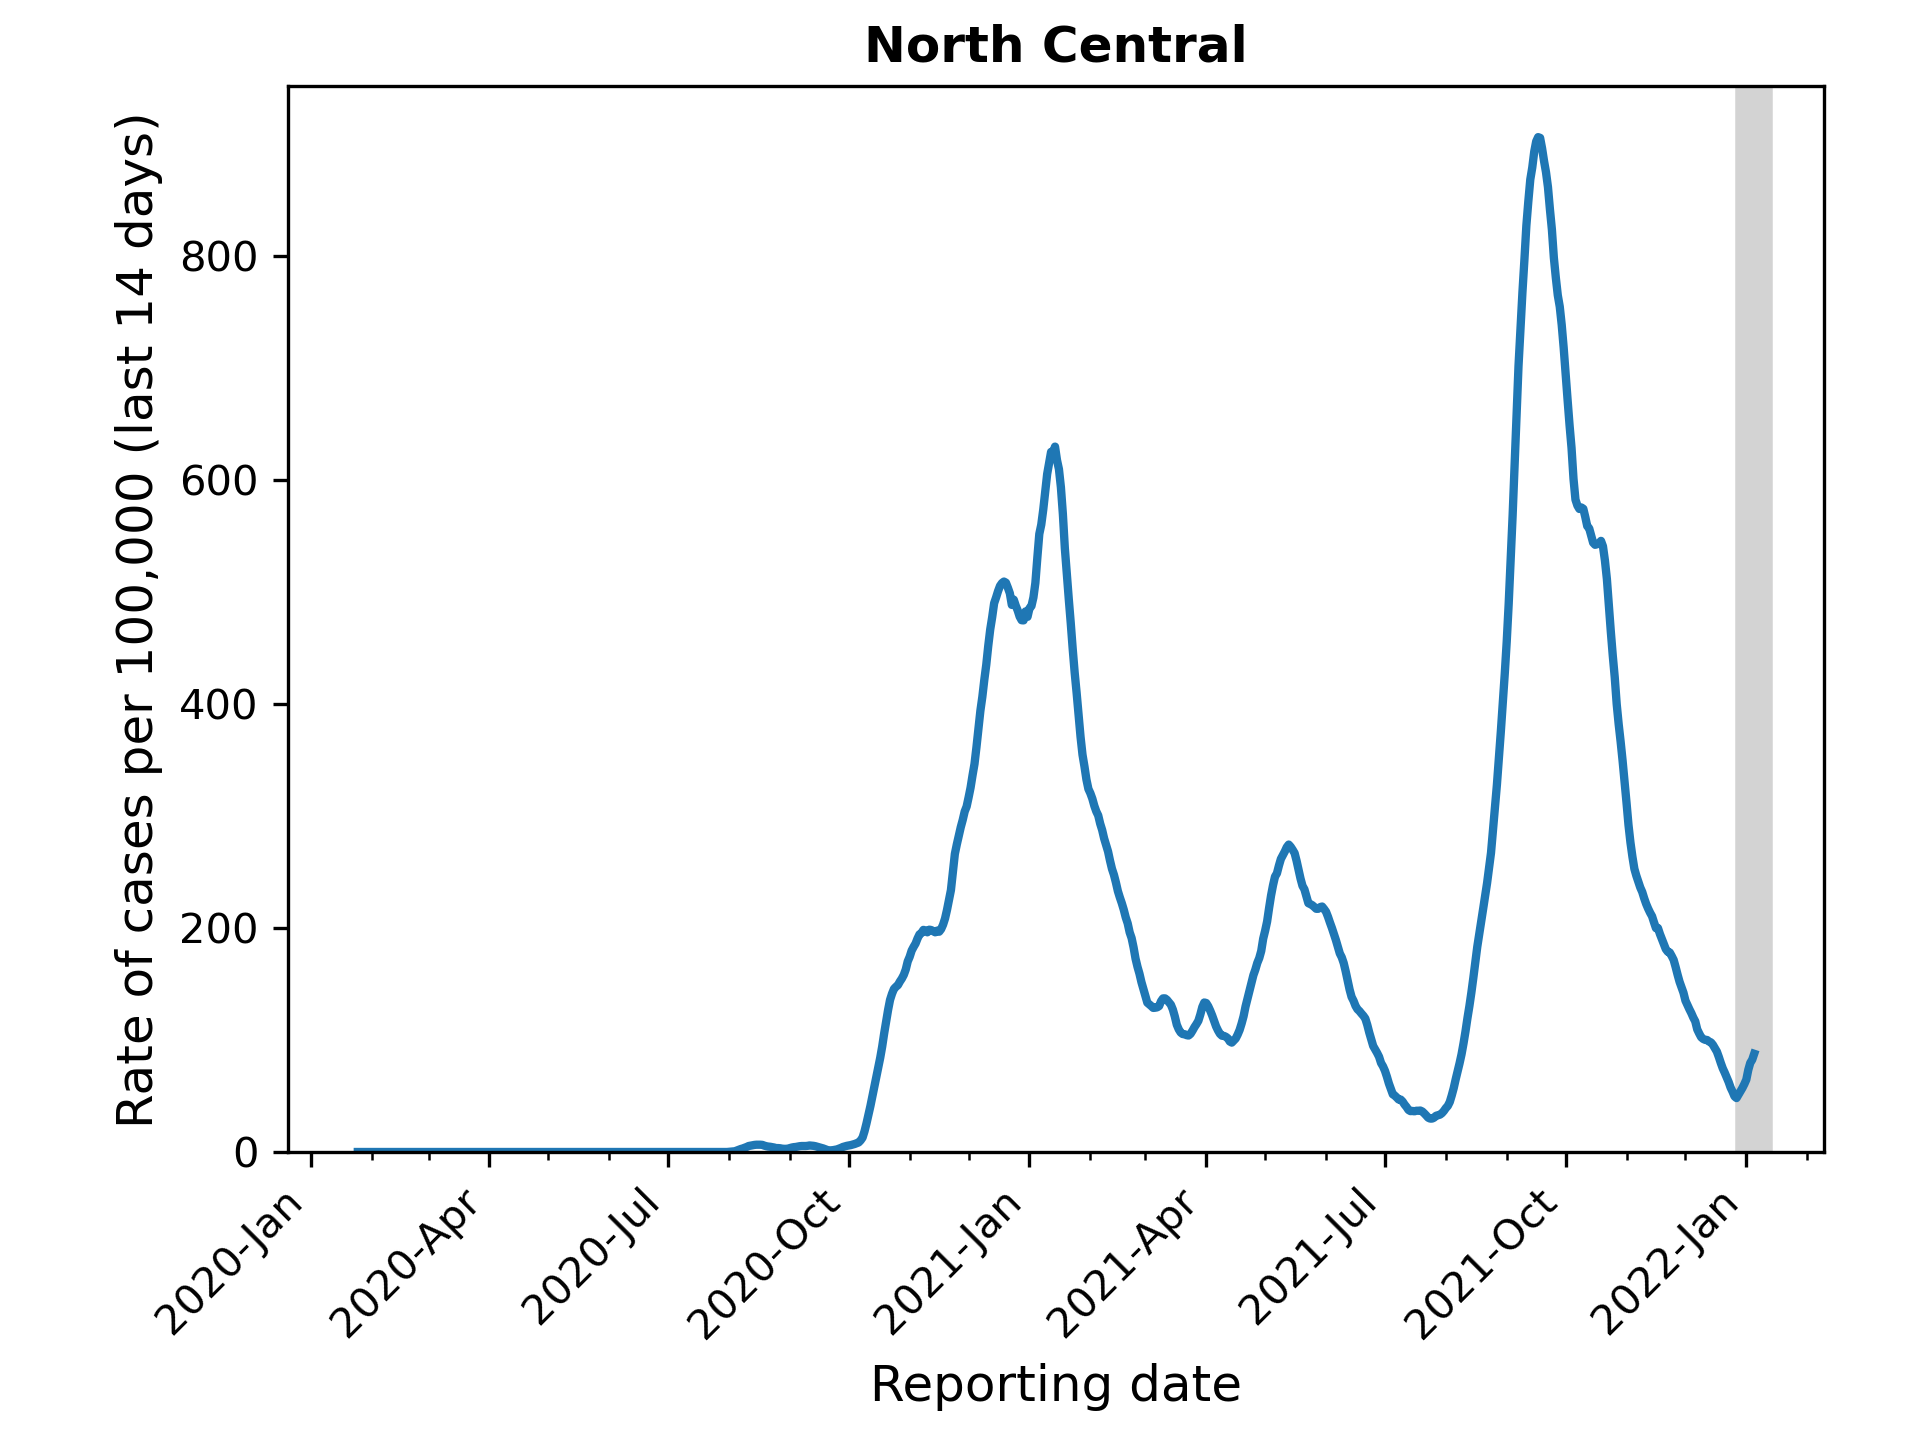 North Central
Rate of cases per 100,000 (last 14 days)
800
600
400
200
0
2020-Jan
2020-Apr
2020-Jul
2020-Oct
2021-Jan
2021-Apr
2021-Jul
2021-Oct
2022-Jan
Reporting date